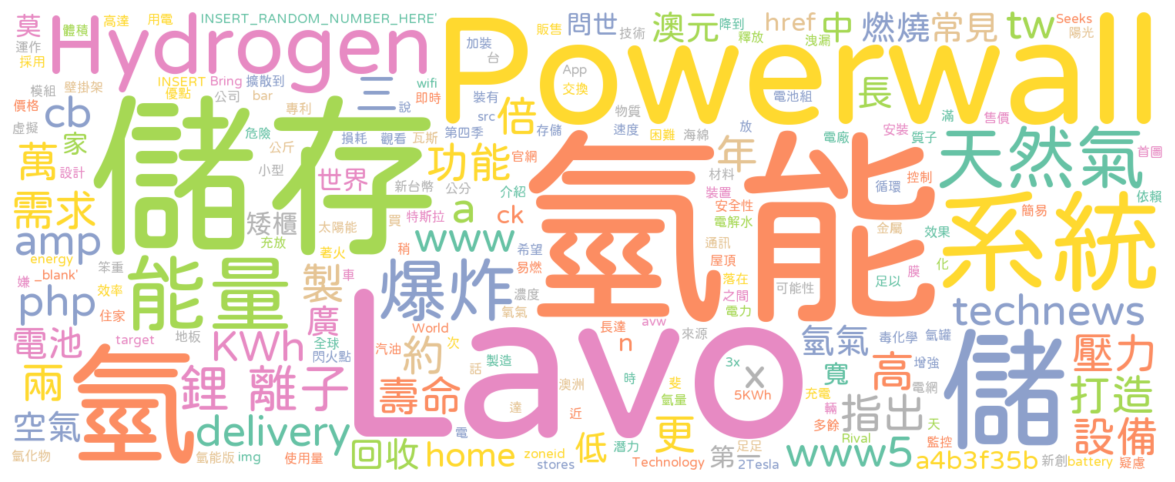 莫 體積 高達 用電 INSERT_RANDOM_NUMBER_HERE'
Hydrogen
Powerwall
運作
採用
販售 問世 技術 澳元 降到 釋放 洩漏 中
href 燃燒 常見 tw Seeks 陽光
加裝 台 App 交換
模組 壁掛架 INSERT 優點 Bring 擴散到 wifi 即時
公司 bar 專利 三 說
價格 cb 虛擬 家
裝有 src 倍 物質 電池組 長
危險 損耗 觀看 瓦斯 第四季 存儲 速度 困難 海綿 放 電廠 安裝 售價 滿 質子
儲存
氫能
萬 設計 公斤 小型 世界 功能 官網 年 材料 天然氣 首圖
新台幣 公分 介紹 裝置 循環 控制 依賴
需求 矮櫃 充放 太陽能 買 特斯拉 a ck 安全性 電解水 金屬 簡易 系統
amp energy 著火 稍 www 希望 易燃 通訊 屋頂 效果 化
嫌 _blank' 笨重 能量 製 車 爆炸 濃度 落在 之間 可能性 足以 膜
php 效率 住家 地板 廣 氫氣 電力 technews
電池 target KWh 全球 閃火點 汽油 World 次 長達 avw n 來源 氫氣 毒化學 氫罐
Lavo
兩 氫 鋰 離子 約 話 製造 時 3x x 5KWh 寬 高 增強 儲 壓力
壽命 澳洲 斐 氫量 充電 電網 打造
空氣 delivery 達 近 更 輛 多餘 指出 天 設備
氫化物 氫能版 img 使用量 回收 電 home zoneid stores 低 潛力 Technology 第一 足足 2Tesla www5 Rival a4b3f35b 監控 新創 battery 疑慮